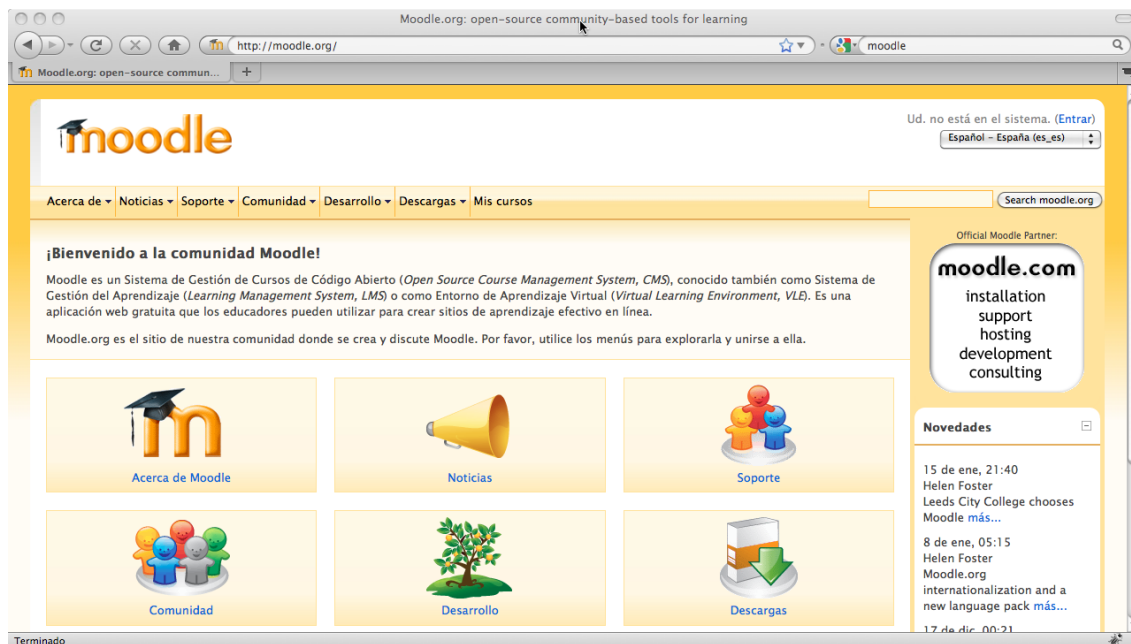 Moodle.org: open-source community-based tools for learning
http://moodle.org/
moodle
Moodle.org: open-source commun...
moodle
Ud. no está en el sistema. (Entrar)
Español - España (es_es)
Acerca de Noticias Soporte Comunidad Desarrollo Descargas Mis cursos
Search moodle.org
¡Bienvenido a la comunidad Moodle!
Moodle es un Sistema de Gestión de Cursos de Código Abierto (Open Source Course Management System, CMS), conocido también como Sistema de
Gestión del Aprendizaje (Learning Management System, LMS) o como Entorno de Aprendizaje Virtual (Virtual Learning Environment, VLE). Es una
aplicación web gratuita que los educadores pueden utilizar para crear sitios de aprendizaje efectivo en línea.
Moodle.org es el sitio de nuestra comunidad donde se crea y discute Moodle. Por favor, utilice los menús para explorarla y unirse a ella.
Acerca de Moodle
Noticias
Soporte
Comunidad
Desarrollo
Descargas
Official Moodle Partner:
moodle.com
installation
support
hosting
development
consulting
Novedades
15 de ene, 21:40
Helen Foster
Leeds City College chooses
Moodle más...
8 de ene, 05:15
Helen Foster
Moodle.org
internationalization and a
new language pack más...
17 de dic, 00:21
Terminado